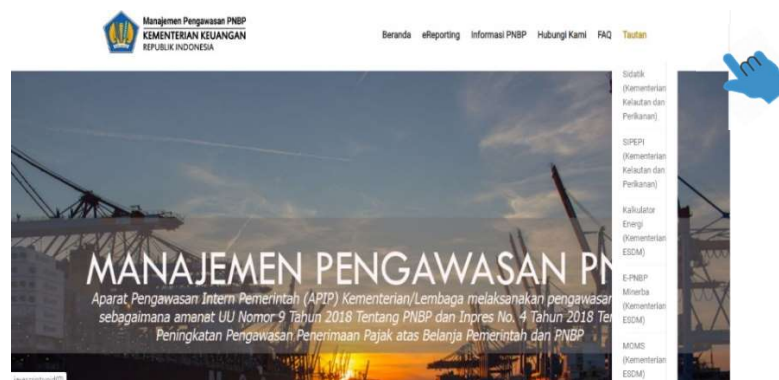 Manajemen Pengawasan PNBP
KEMENTERIAN KEUANGAN
REPUBLIK INDONESIA
Beranda eReporting Informasi PNBP Hubungi Kami FAQ Tautan
Sidatik
(Kementerian
Kelautan dan
Perikanan)
SIPEPI
(Kementerian
Kelautan dan
Perikanan)
Kalkulator
Energi
(Kementerian
ESDM)
E-PNBP
Minerba
(Kementerian
ESDM)
MOMS
(Kementerian
ESDM)
MANAJEMEN PENGAWASAN PN
Aparat Pengawasan Intern Pemerintah (APIP) Kementerian/Lembaga melaksanakan pengawasan
sebagaimana amanat UU Nomor 9 Tahun 2018 Tentang PNBP dan Inpres No. 4 Tahun 2018 Ten
Peningkatan Pengawasan Penerimaan Pajak atas Belanja Pemerintah dan PNBP